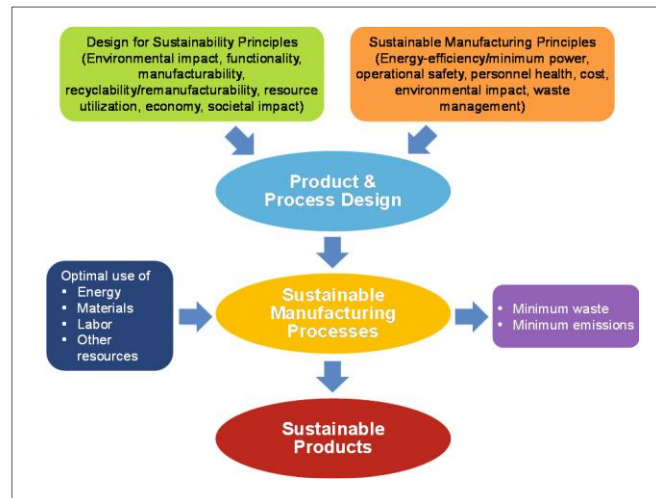 Design for Sustainability Principles
(Environmental impact, functionality,
manufacturability,
recyclability/remanufacturability, resource
utilization, economy, societal impact)
Sustainable Manufacturing Principles
(Energy-efficiency/minimum power,
operational safety, personnel health, cost,
environmental impact, waste
management)
Product &
Process Design
Optimal use of
• Energy
• Materials
• Labor
• Other
resources
Sustainable
Manufacturing
Processes
• Minimum waste
• Minimum emissions
Sustainable
Products